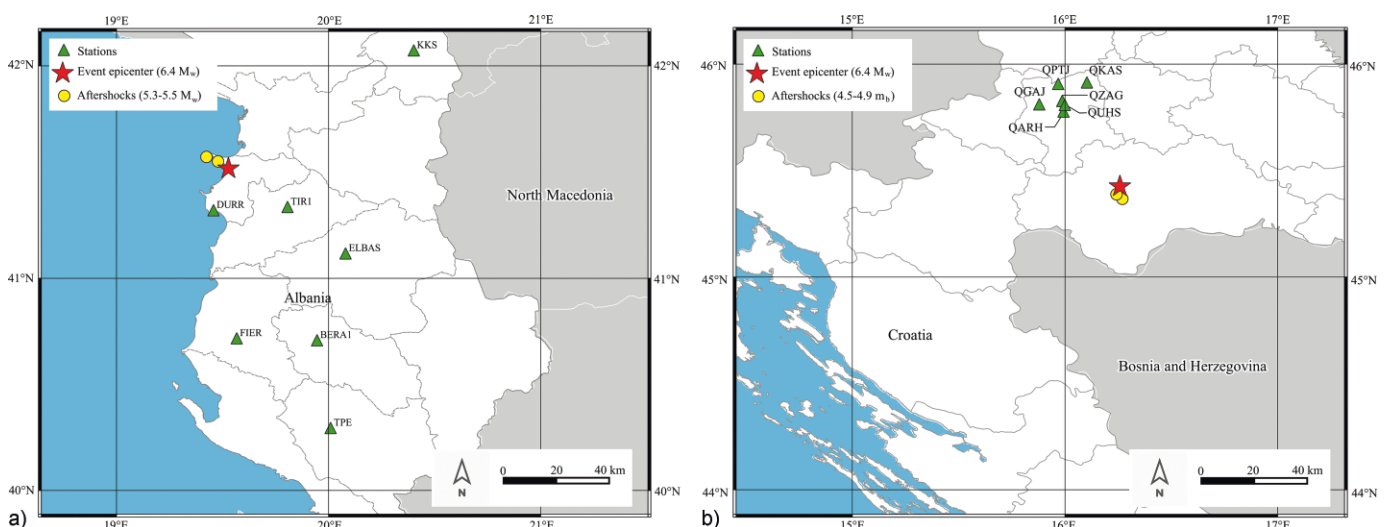 19°E 20°E 21°E
42°N 42°N
Stations
Event epicenter (6.4 Mw)
Aftershocks (5.3-5.5 Mw)
KKS
North Macedonia
DURR
TIR1
ELBAS
41°N 41°N
Albania
FIER
BERA1
TPE
N
0 20 40 km
40°N 40°N
19°E 20°E 21°E
a)
15°E 16°E 17°E
46°N 46°N
Stations
Event epicenter (6.4 Mw)
Aftershocks (4.5-4.9 mb)
QPTJ
QKAS
QGAJ
QZAG
QUHS
QARH
45°N 45°N
Croatia
Bosnia and Herzegovina
N
0 20 40 km
44°N 44°N
15°E 16°E 17°E
b)